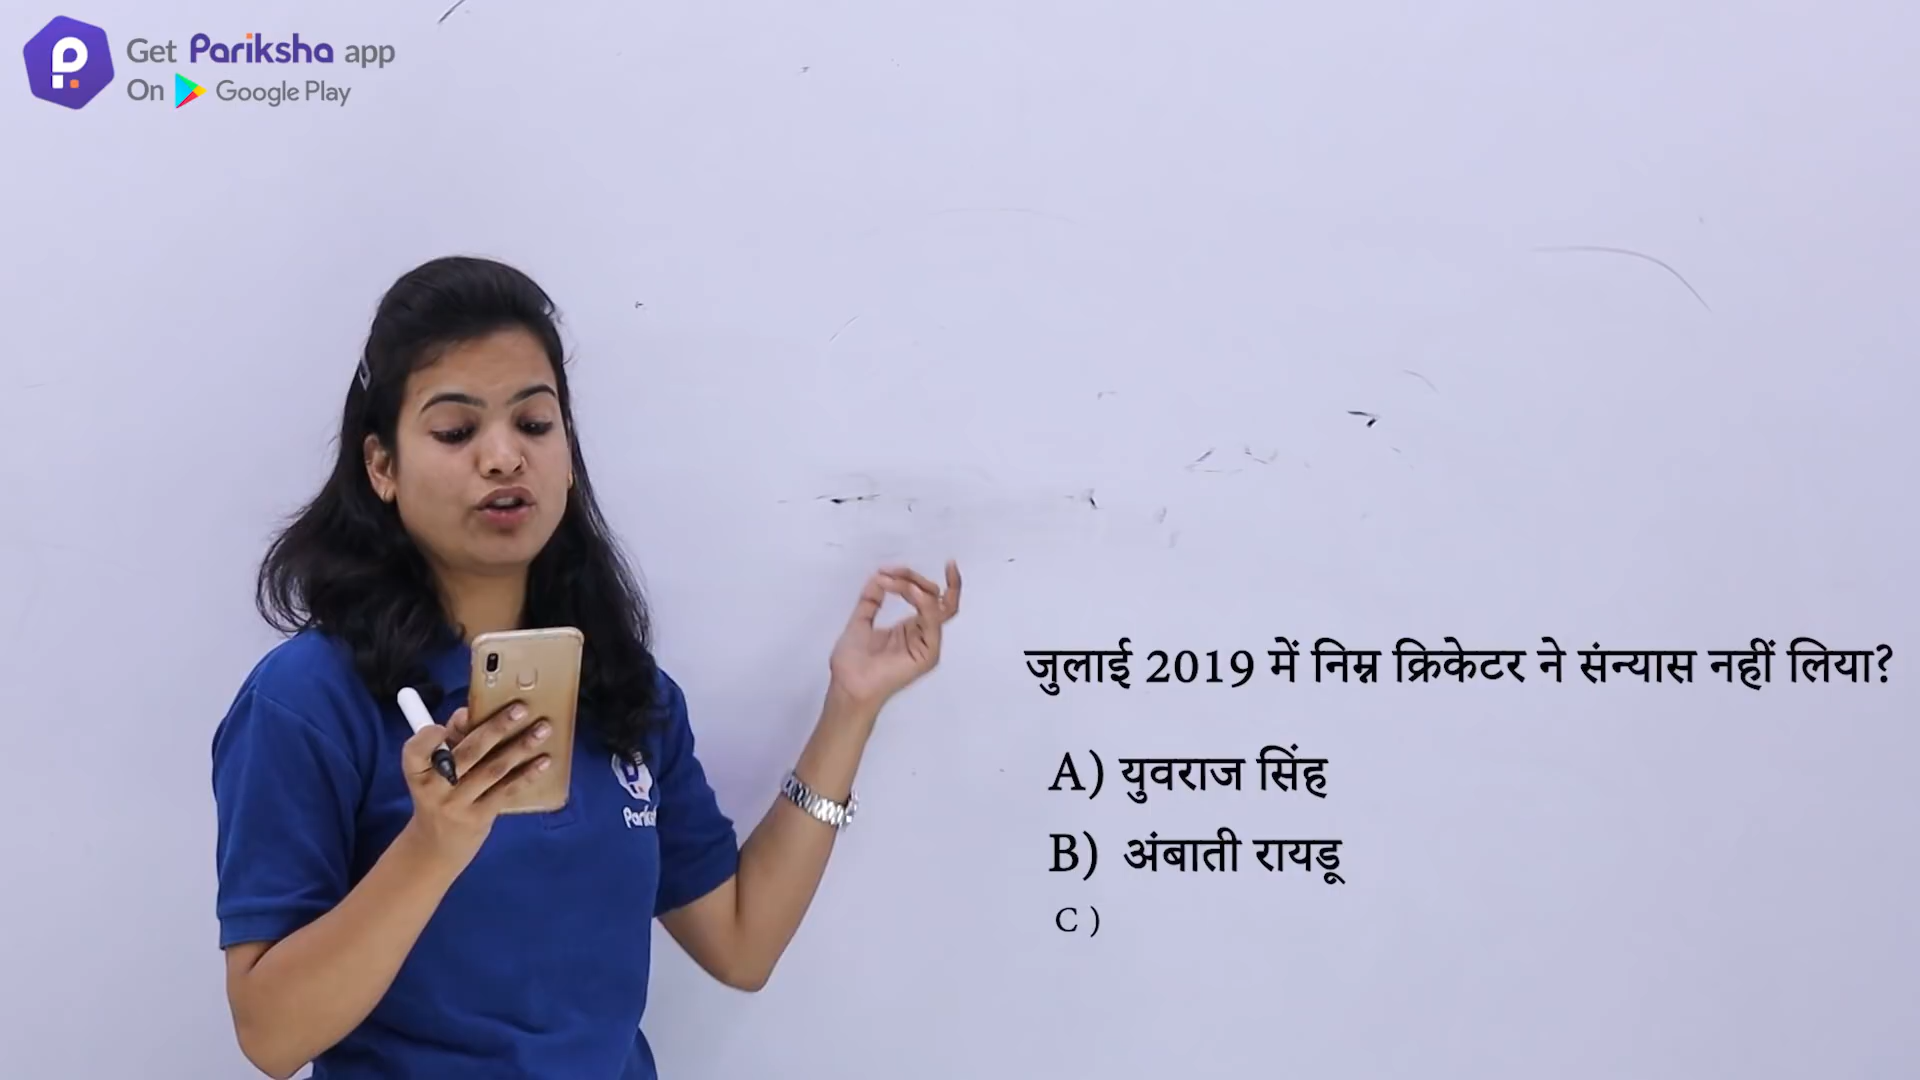 Get Pariksha app
On Google Play
जुलाई 2019 में निम्न क्रिकेटर ने संन्यास नहीं लिया?
A) युवराज सिंह
B) अंबाती रायडू
C )